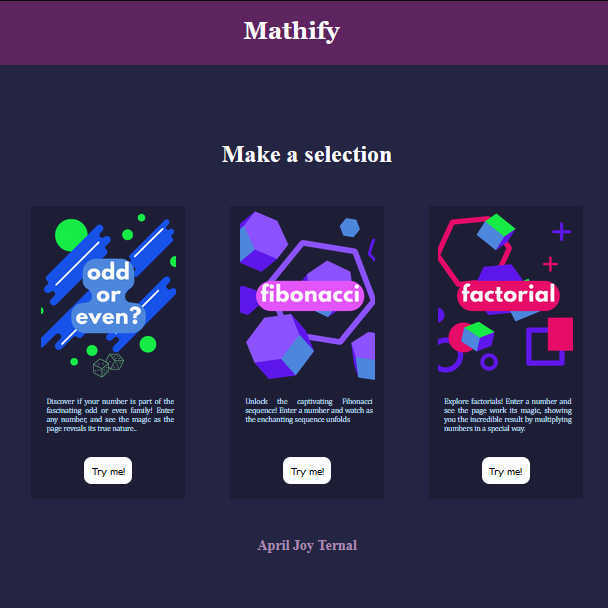 Mathify
Make a selection
odd
or
even?
Discover if your number is part of the
fascinating odd or even family! Enter
any number, and see the magic as the
page reveals its true nature..
Try me!
fibonacci
Unlock the captivating Fibonacci
sequence! Enter a number and watch as
the enchanting sequence unfolds
Try me!
factorial
Explore factorials! Enter a number and
see the page work its magic, showing
you the incredible result by multiplying
numbers in a special way.
Try me!
April Joy Ternal